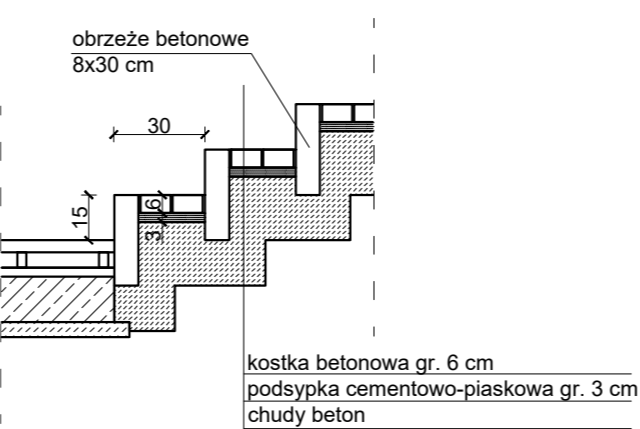 obrzeże betonowe
8x30 cm
30
15
6
3
kostka betonowa gr. 6 cm
podsypka cementowo-piaskowa gr. 3 cm
chudy beton